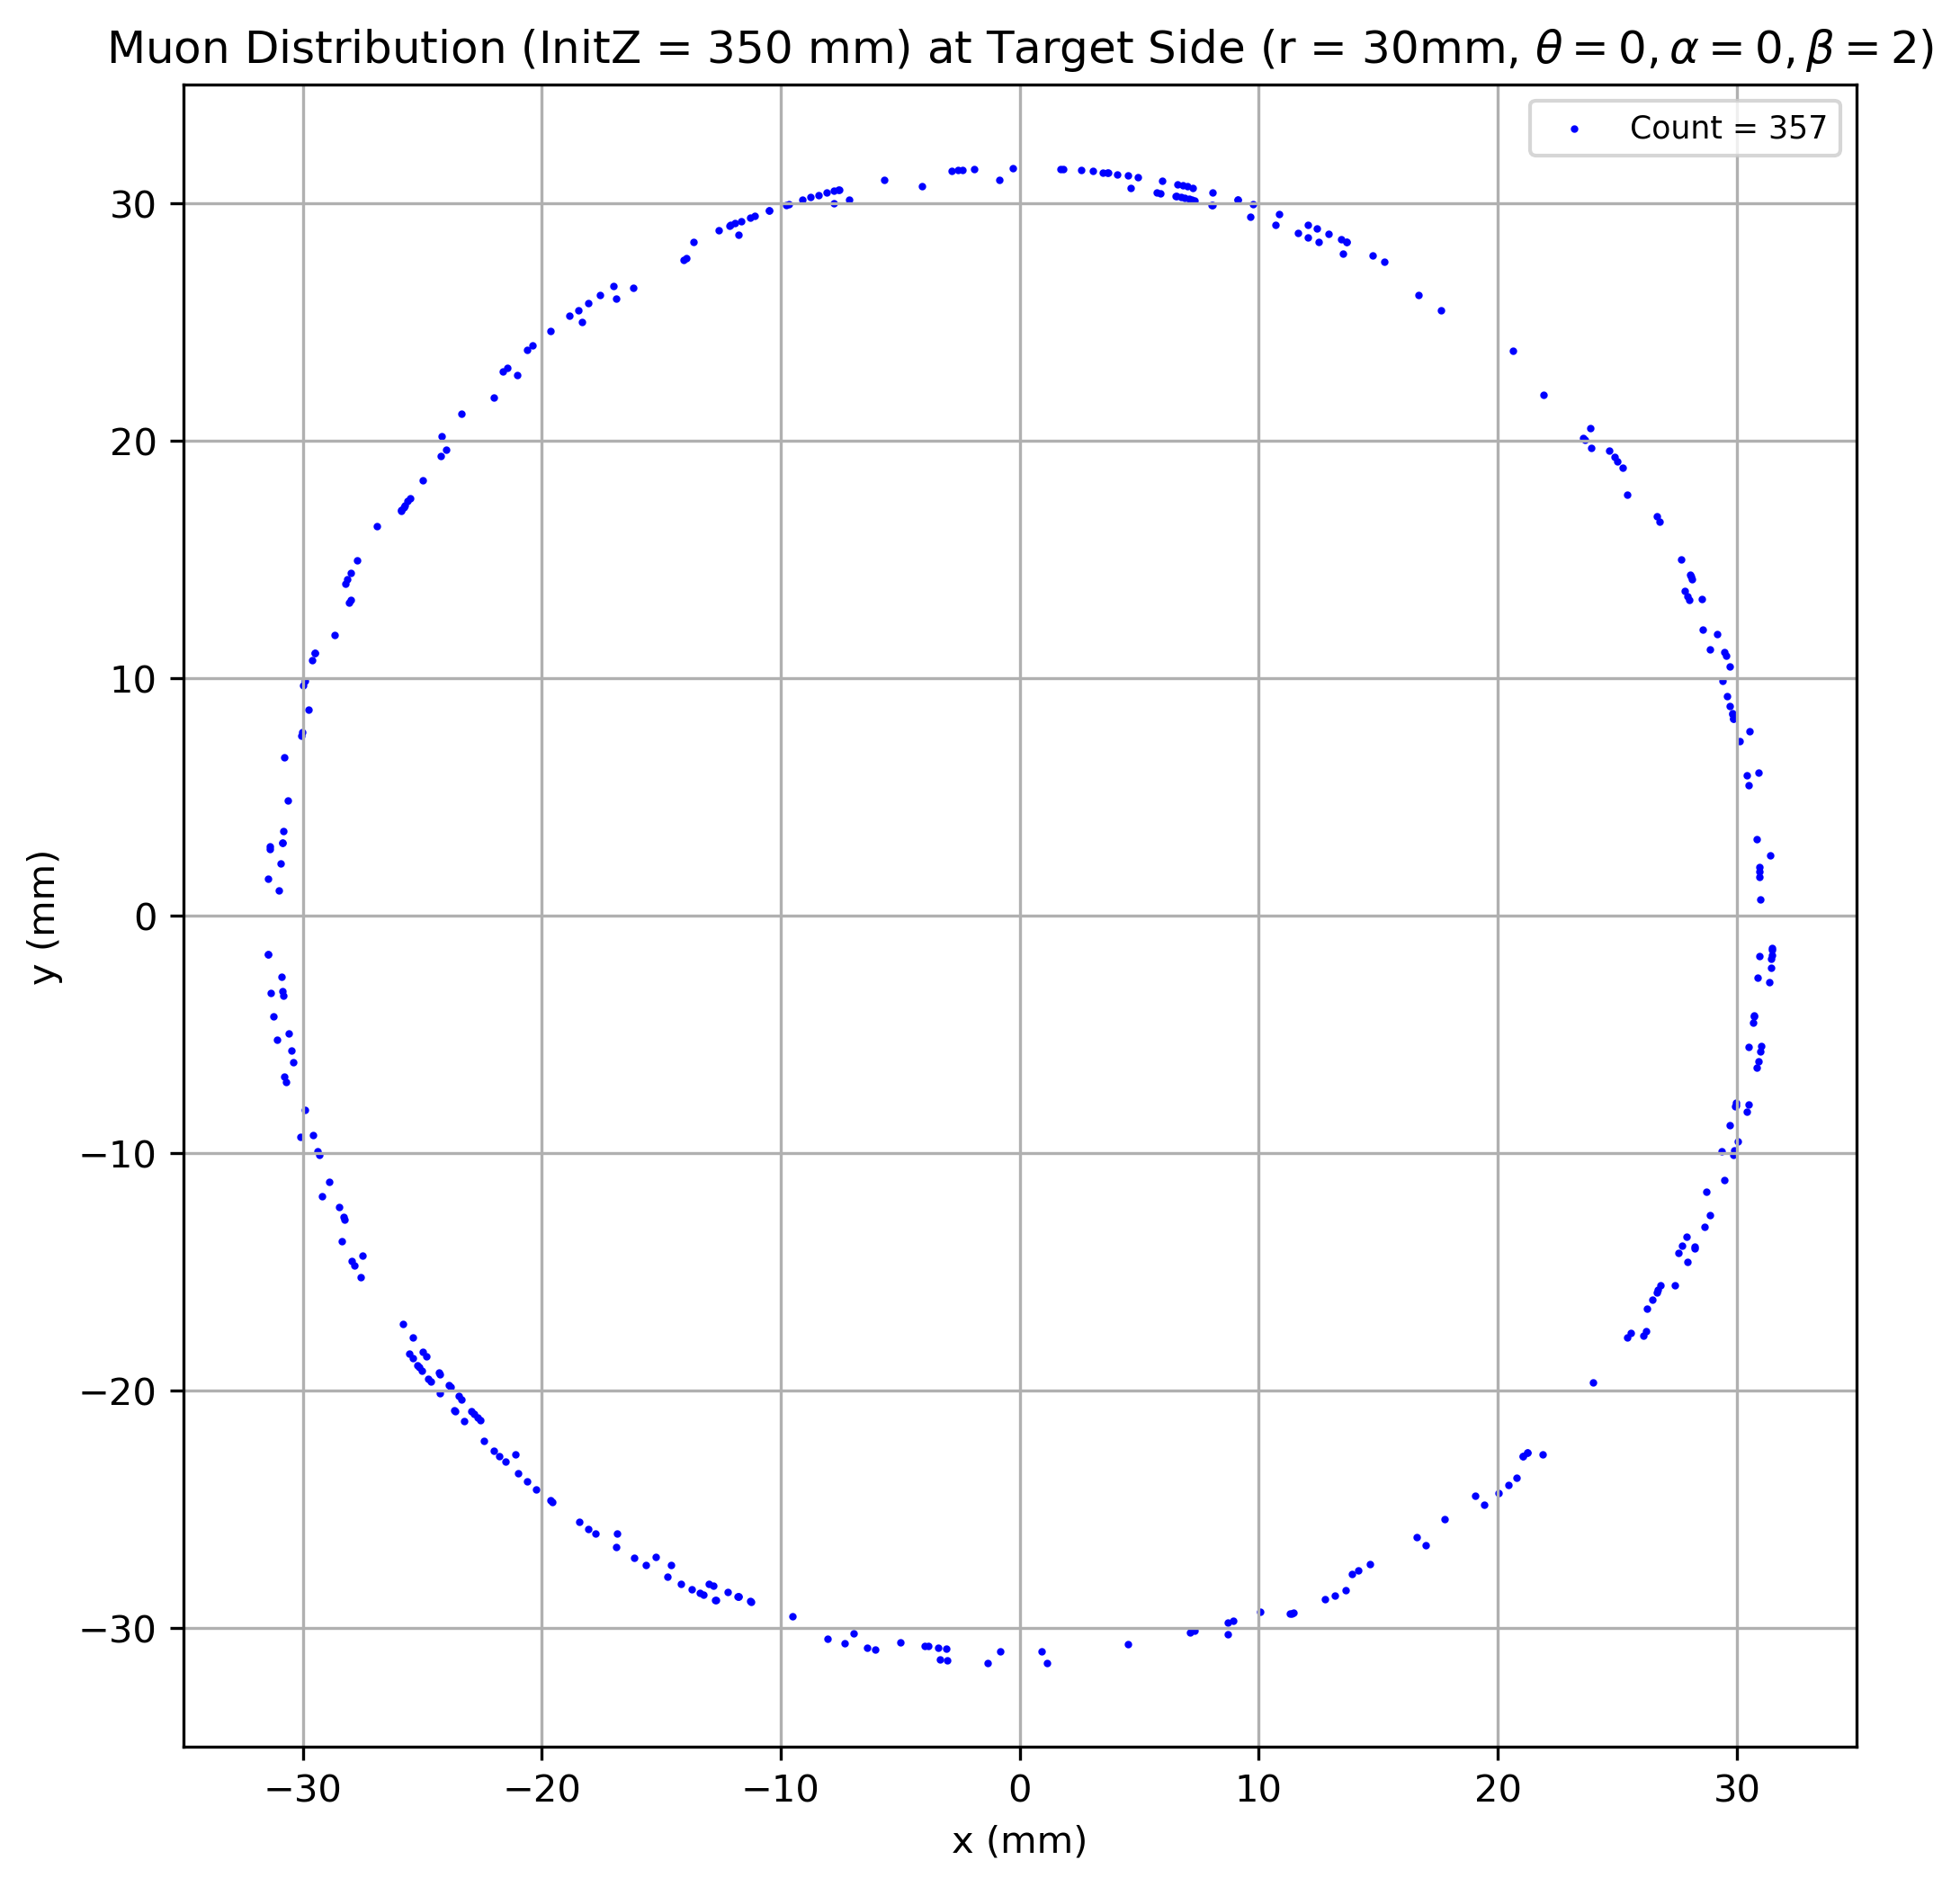 Muon Distribution (InitZ = 350 mm) at Target Side (r = 30mm, θ = 0, α = 0, β = 2)
Count = 357
30
20
10
0
−10
−20
−30
y (mm)
−30 −20 −10 0 10 20 30
x (mm)